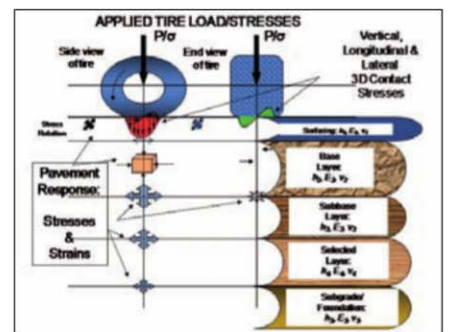 APPLIED TIRE LOAD/STRESSES
P/σ
P/σ
Side view
of tire
End view
of tire
Vertical,
Longitudinal &
Lateral
3D Contact
Stresses
Stress
Rotation
Surfacing: h₁, E₁, v₁
Base
Layer:
h₂, E₂, v₂
Pavement
Response:
Stresses
&
Strains
Subbase
Layer:
h₃, E₃, v₃
Selected
Layer:
h₄, E₄, v₄
Subgrade/
Foundation:
h₅, E₅, v₅